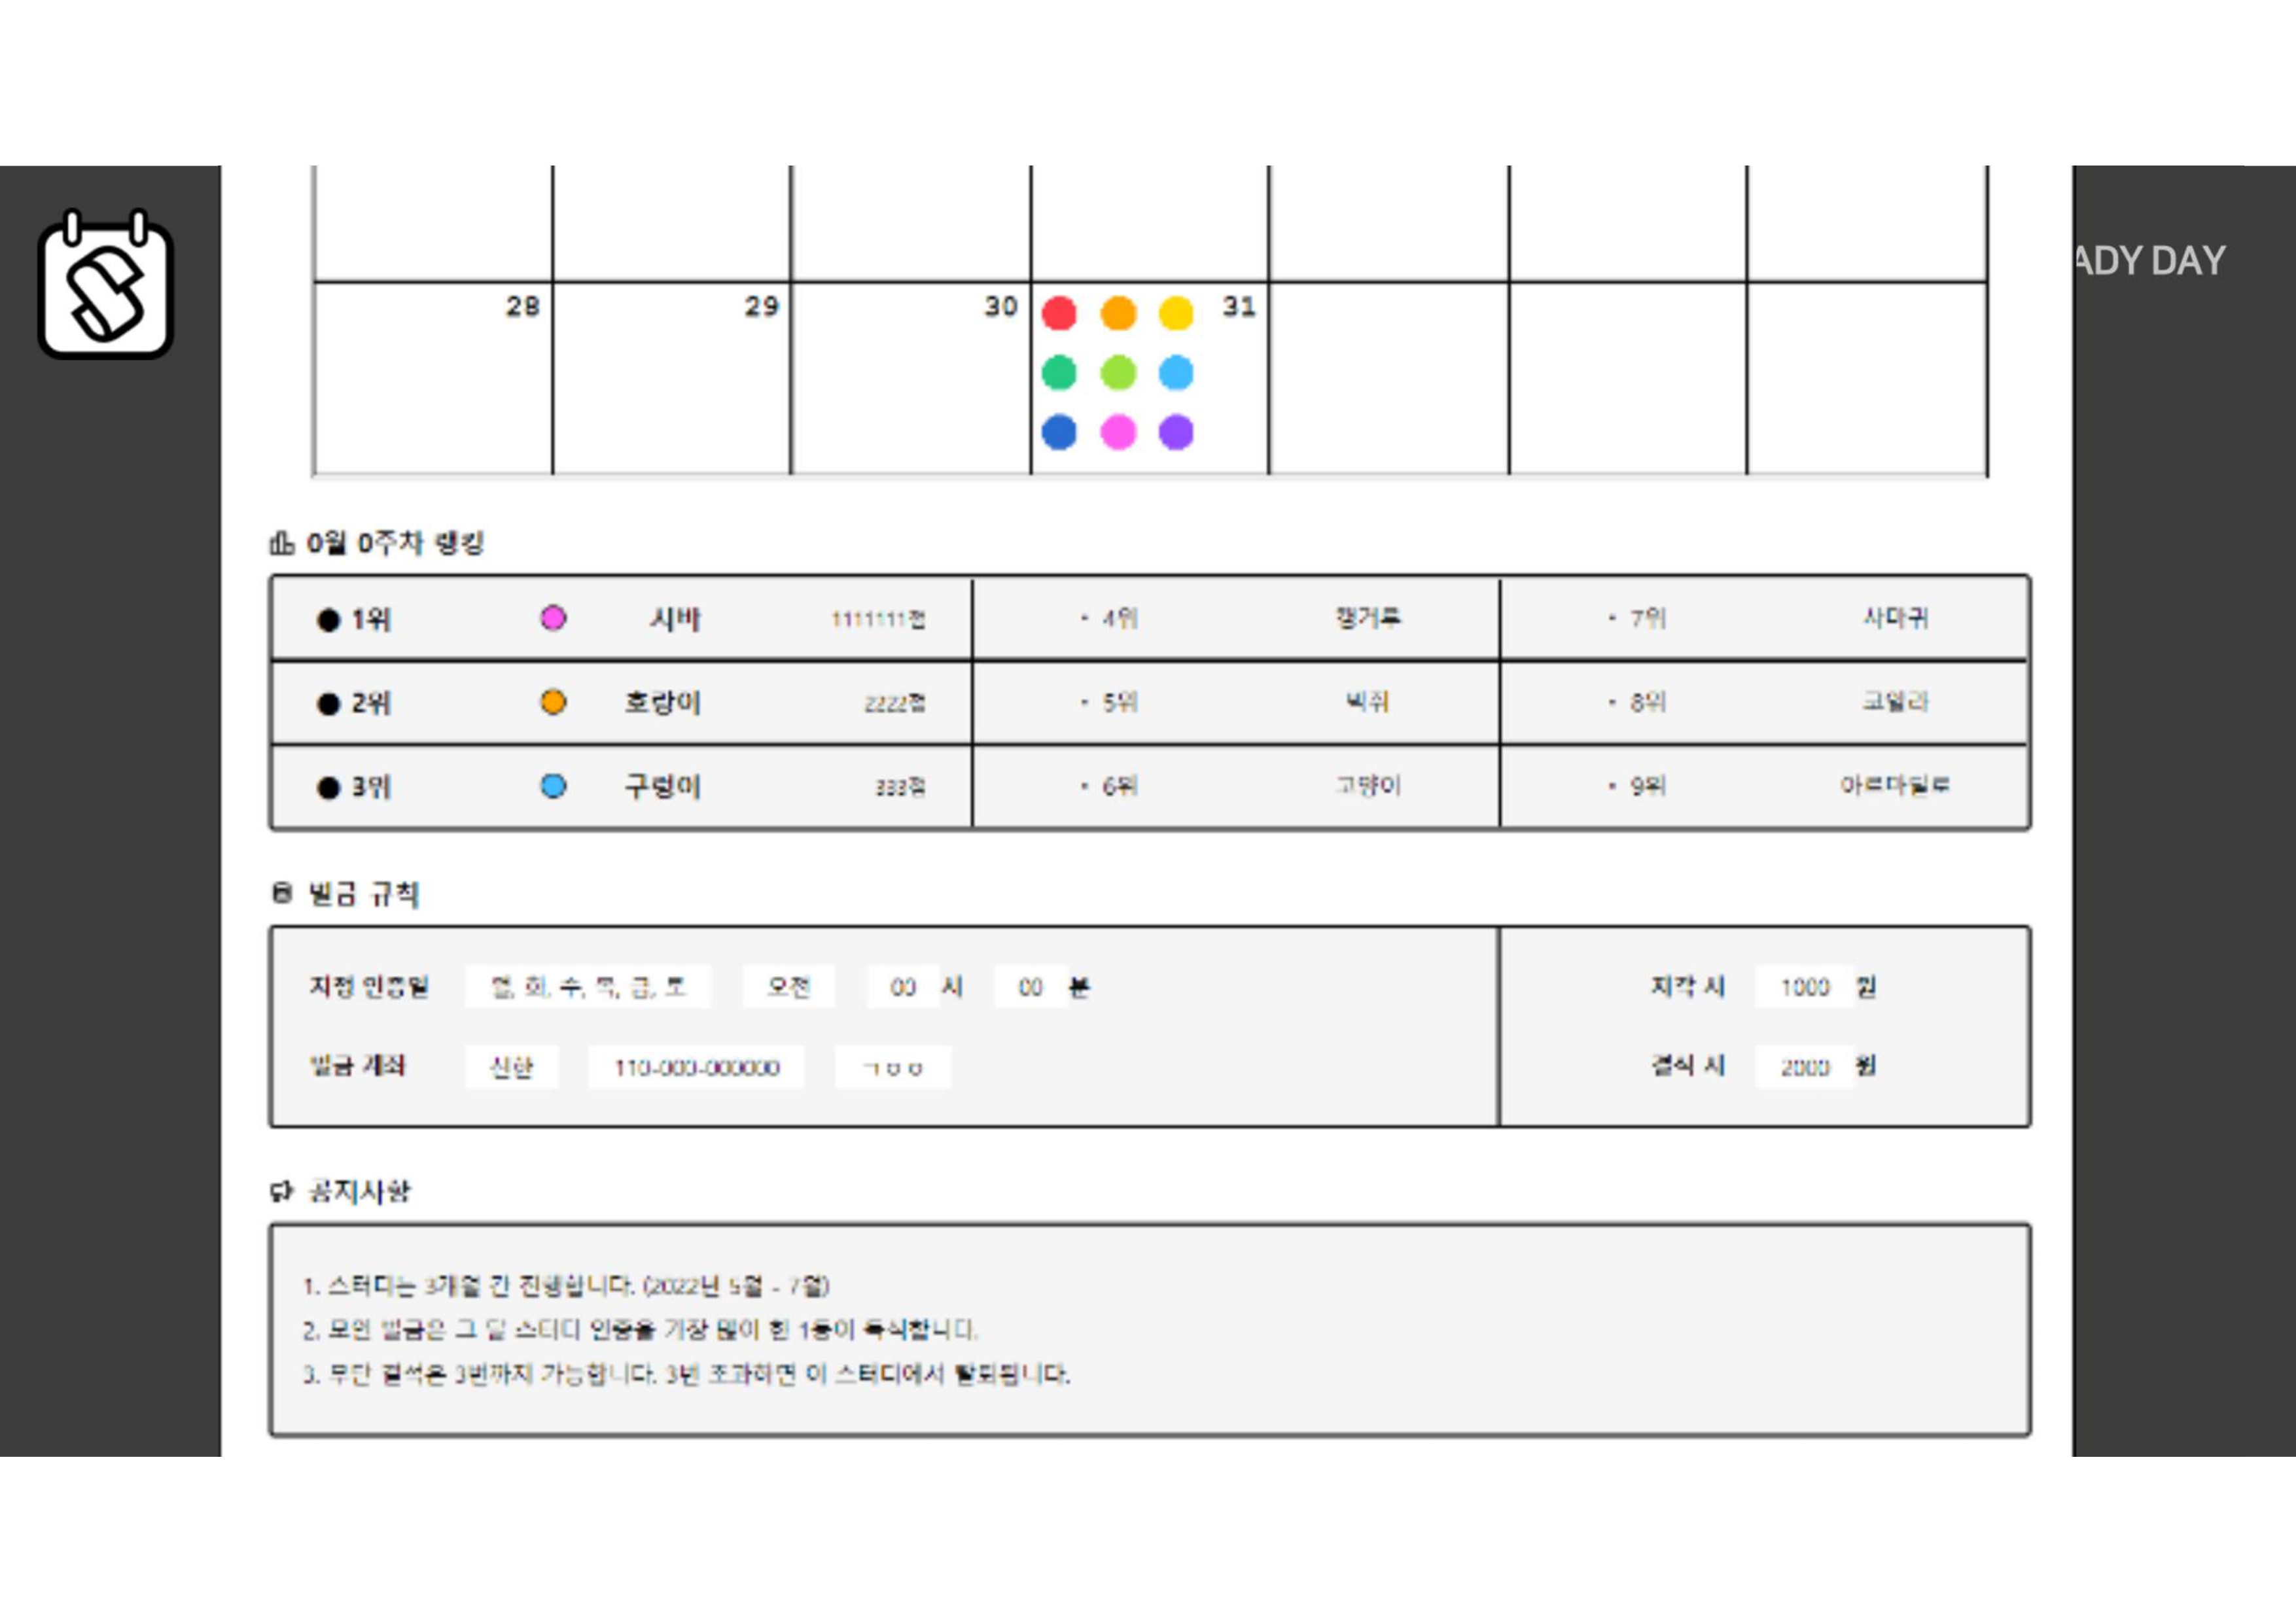 ADY DAY
28 29 30 31
0월 0주차 랭킹
1위 시바 1111111점 · 4위 캥거루 · 7위 사마귀
2위 호랑이 2222점 · 5위 박쥐 · 8위 코알라
3위 구렁이 333점 · 6위 고양이 · 9위 아르마딜로
벌금 규칙
지정 인증일 월, 화, 수, 목, 금, 토 오전 00 시 00 분 지각 시 1000 원
벌금 계좌 신한 110-000-000000 ㄱㅇㅇ 결석 시 2000 원
공지사항
1. 스터디는 3개월 간 진행합니다. (2022년 5월 - 7월)
2. 모인 벌금은 그 달 스터디 인증을 가장 많이 한 1등이 독식합니다.
3. 무단 결석은 3번까지 가능합니다. 3번 초과하면 이 스터디에서 탈퇴됩니다.